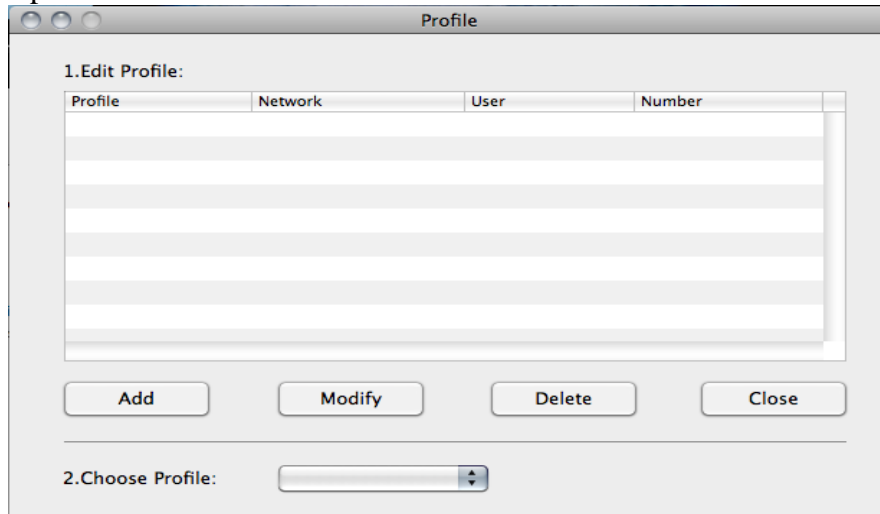 Profile
1.Edit Profile:
Profile Network User Number
Add Modify Delete Close
2.Choose Profile: